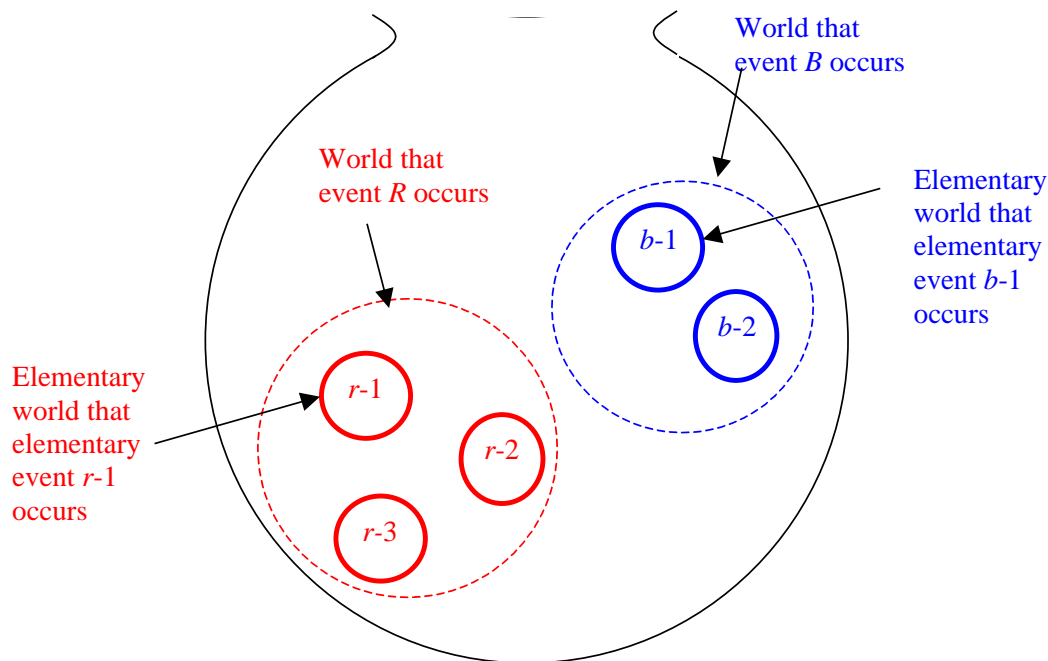 World that
event B occurs
World that
event R occurs
Elementary
world that
elementary
event b-1
occurs
b-1
b-2
Elementary
world that
elementary
event r-1
occurs
r-1
r-2
r-3